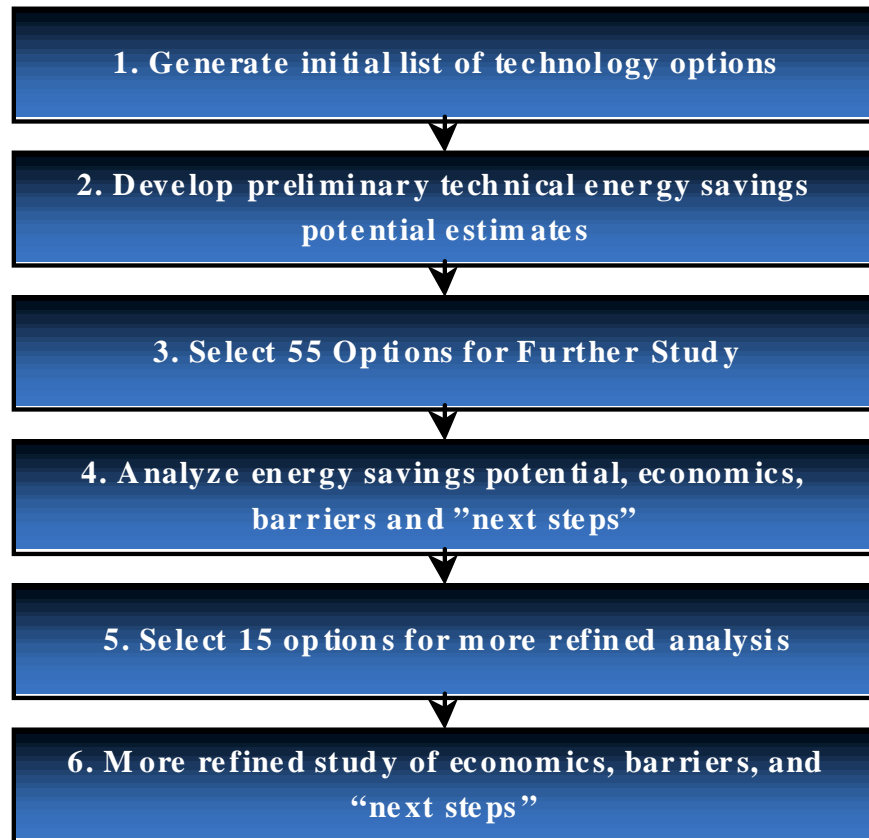 1. Generate initial list of technology options
2. Develop preliminary technical energy savings
potential estimates
3. Select 55 Options for Further Study
4. Analyze energy savings potential, economics,
barriers and ”next steps”
5. Select 15 options for more refined analysis
6. More refined study of economics, barriers, and
“next steps”